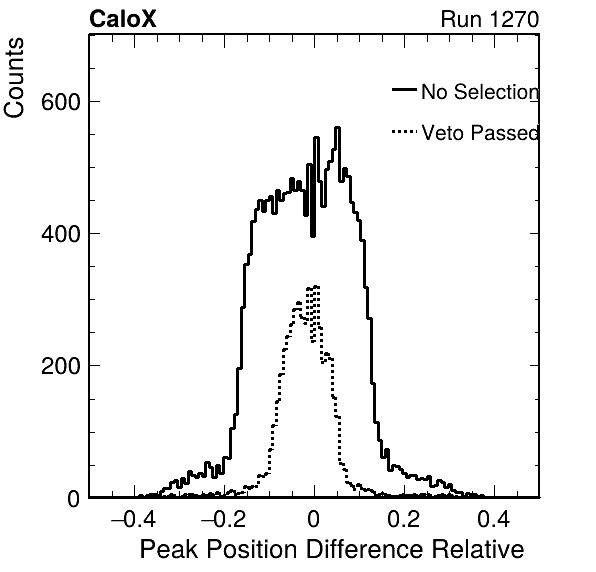 CaloX Run 1270
Counts
600
400
200
0
No Selection
Veto Passed
−0.4 −0.2 0 0.2 0.4
Peak Position Difference Relative